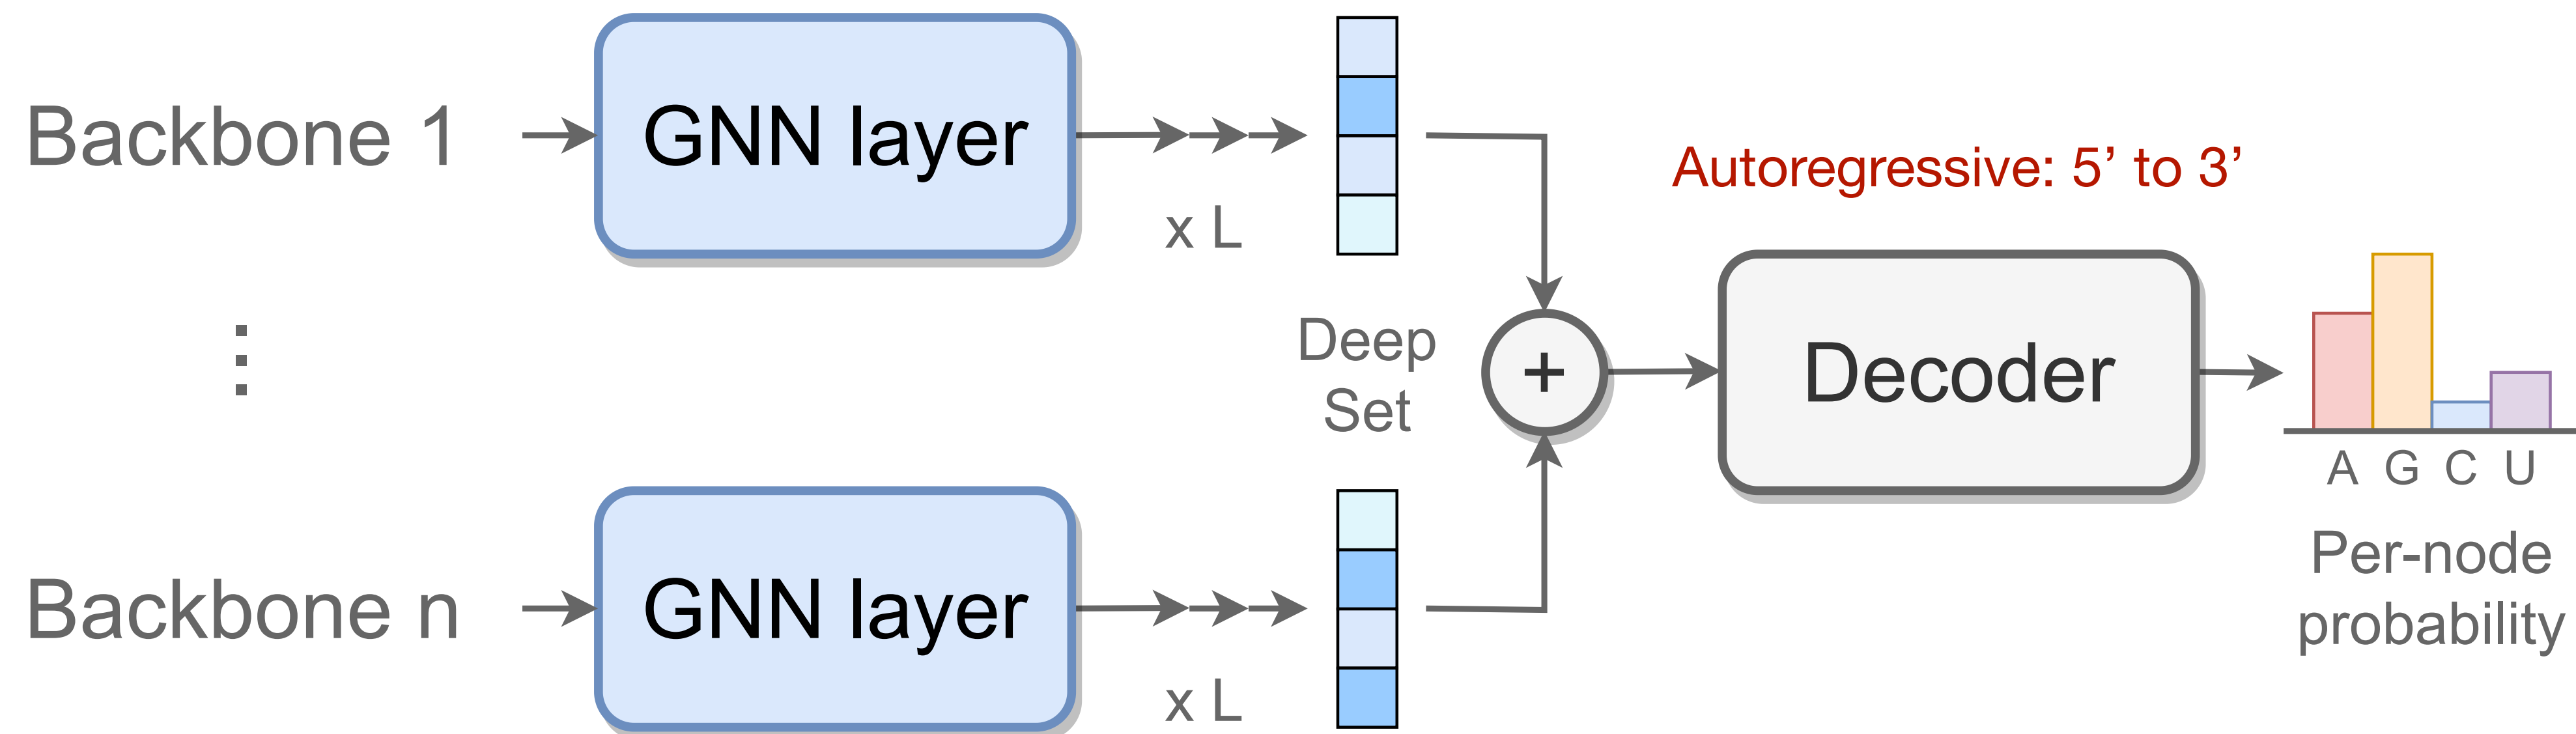 Backbone 1
GNN layer
x L
Autoregressive: 5’ to 3’
⋮
Deep
Set
+
Decoder
A G C U
Per-node
probability
Backbone n
GNN layer
x L